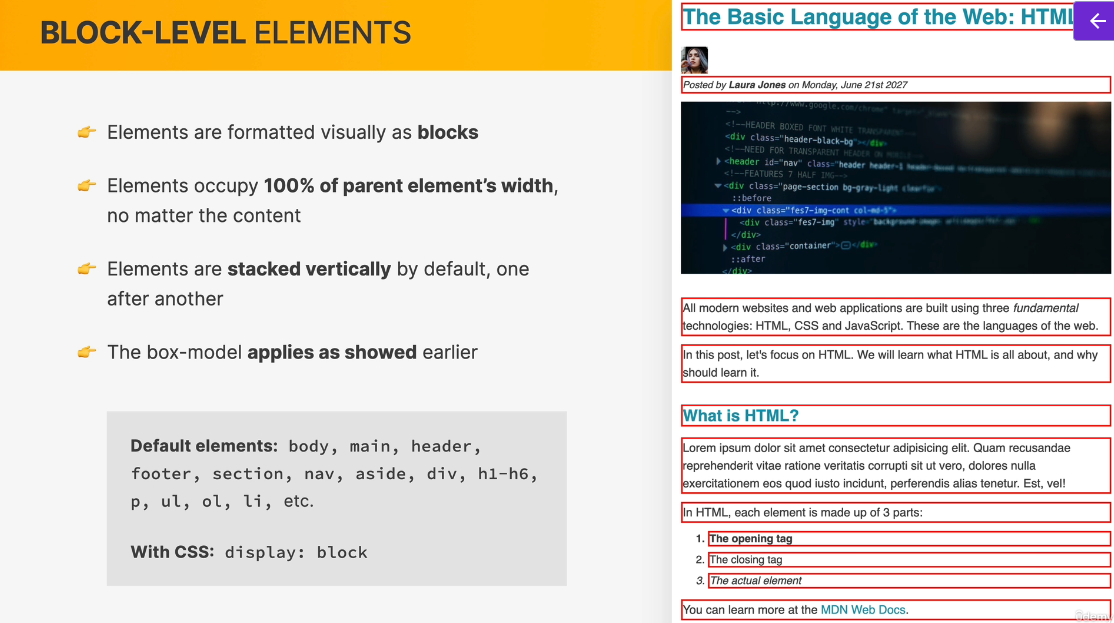 BLOCK-LEVEL ELEMENTS
Elements are formatted visually as blocks
Elements occupy 100% of parent element’s width,
no matter the content
Elements are stacked vertically by default, one
after another
The box-model applies as showed earlier
Default elements: body, main, header,
footer, section, nav, aside, div, h1-h6,
p, ul, ol, li, etc.
With CSS: display: block
The Basic Language of the Web: HTML
Posted by Laura Jones on Monday, June 21st 2027
-->
<!--HEADER BOXED FONT WHITE TRANSPARENT-->
<div class="header-black-bg"></div>
<!--NEED FOR TRANSPARENT HEADER ON MOBILE-->
<header id="nav" class="header header-1 header-boxed
<!--FEATURES 7 HALF IMG-->
<div class="page-section bg-gray-light clearfix">
::before
<div class="fes7-img-cont col-md-5">
<div class="fes7-img" style="background-image:
</div>
<div class="container"></div>
::after
</div>
All modern websites and web applications are built using three fundamental
technologies: HTML, CSS and JavaScript. These are the languages of the web.
In this post, let's focus on HTML. We will learn what HTML is all about, and why
should learn it.
What is HTML?
Lorem ipsum dolor sit amet consectetur adipisicing elit. Quam recusandae
reprehenderit vitae ratione veritatis corrupti sit ut vero, dolores nulla
exercitationem eos quod iusto incidunt, perferendis alias tenetur. Est, vel!
In HTML, each element is made up of 3 parts:
1. The opening tag
2. The closing tag
3. The actual element
You can learn more at the MDN Web Docs.
ûdemy